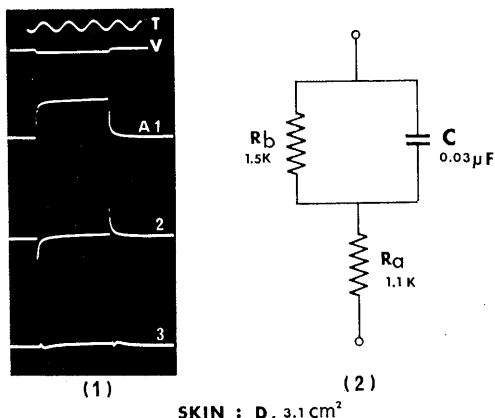 T
V
A 1
2
3
Rb
1.5K
C
0.03µF
Ra
1.1 K
(1)
(2)
SKIN : D, 3.1 cm²